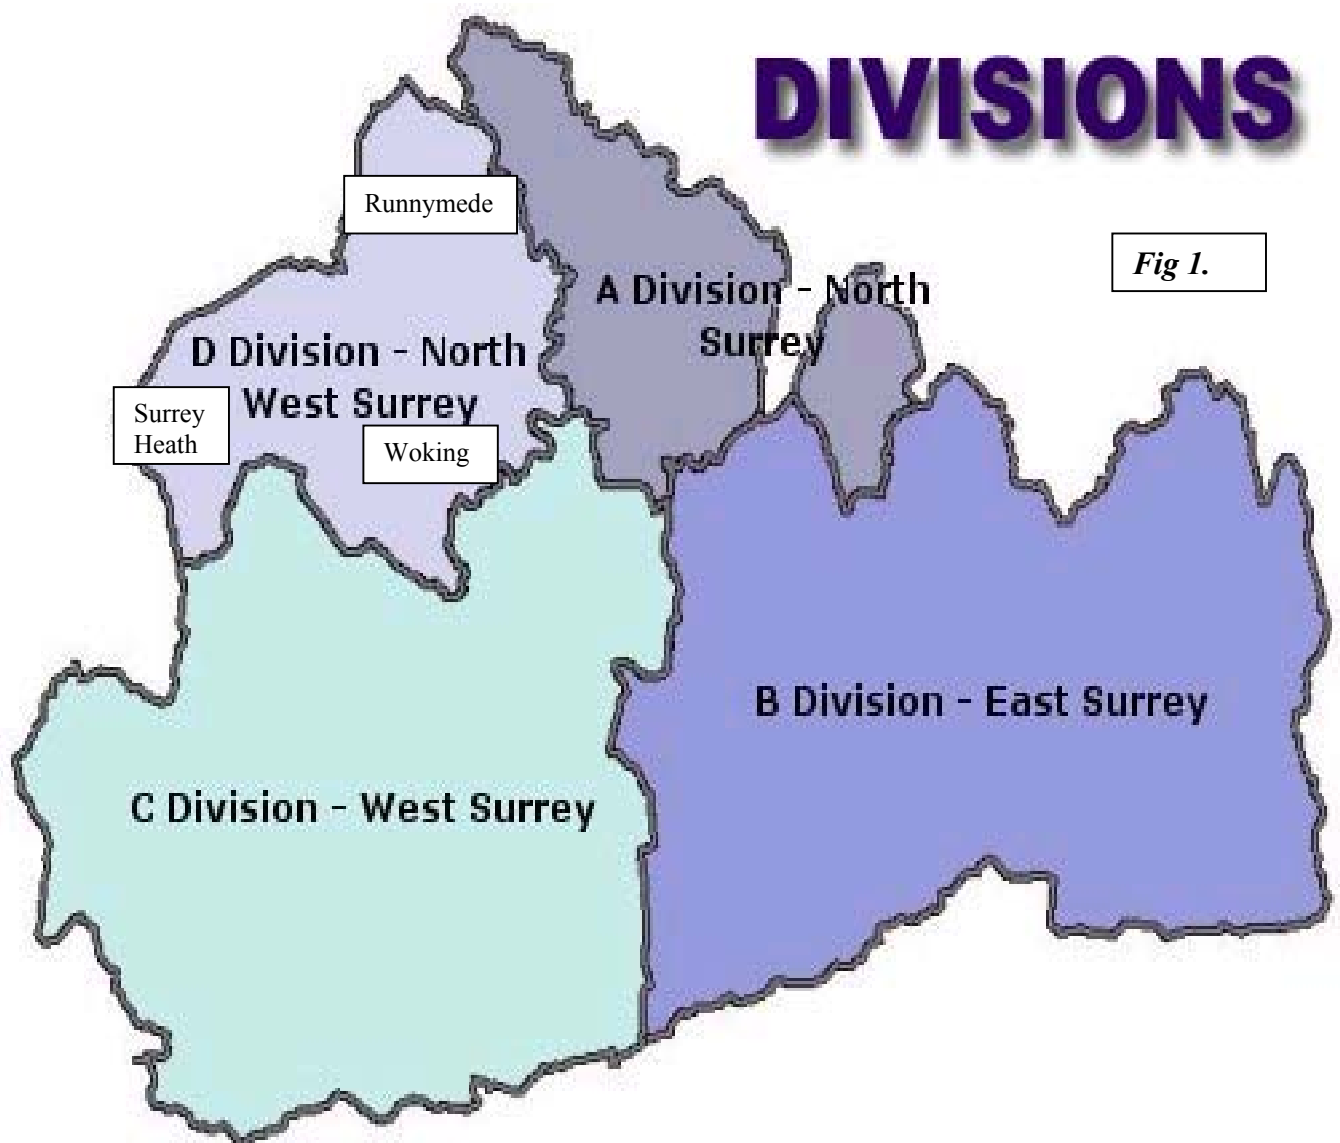 DIVISIONS
Runnymede
Fig 1.
A Division - North
Surrey
D Division - North
West Surrey
Surrey
Heath
Woking
B Division - East Surrey
C Division - West Surrey